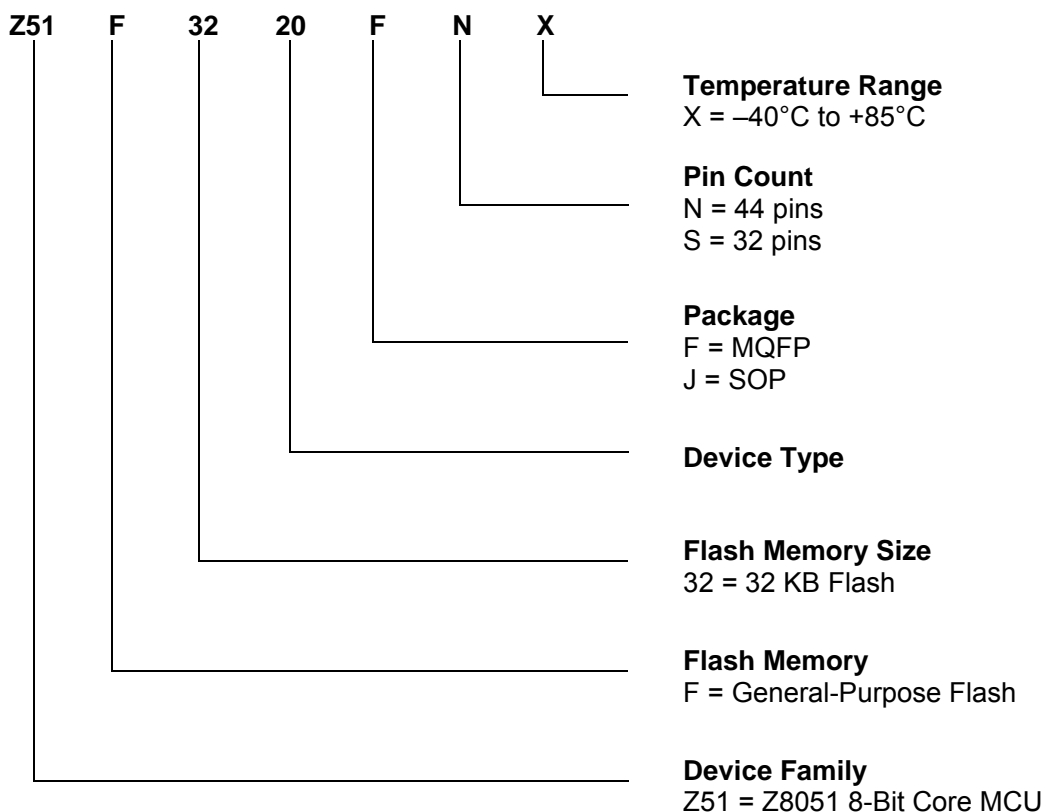 Z51 F 32 20 F N X
Temperature Range
X = –40°C to +85°C
Pin Count
N = 44 pins
S = 32 pins
Package
F = MQFP
J = SOP
Device Type
Flash Memory Size
32 = 32 KB Flash
Flash Memory
F = General-Purpose Flash
Device Family
Z51 = Z8051 8-Bit Core MCU